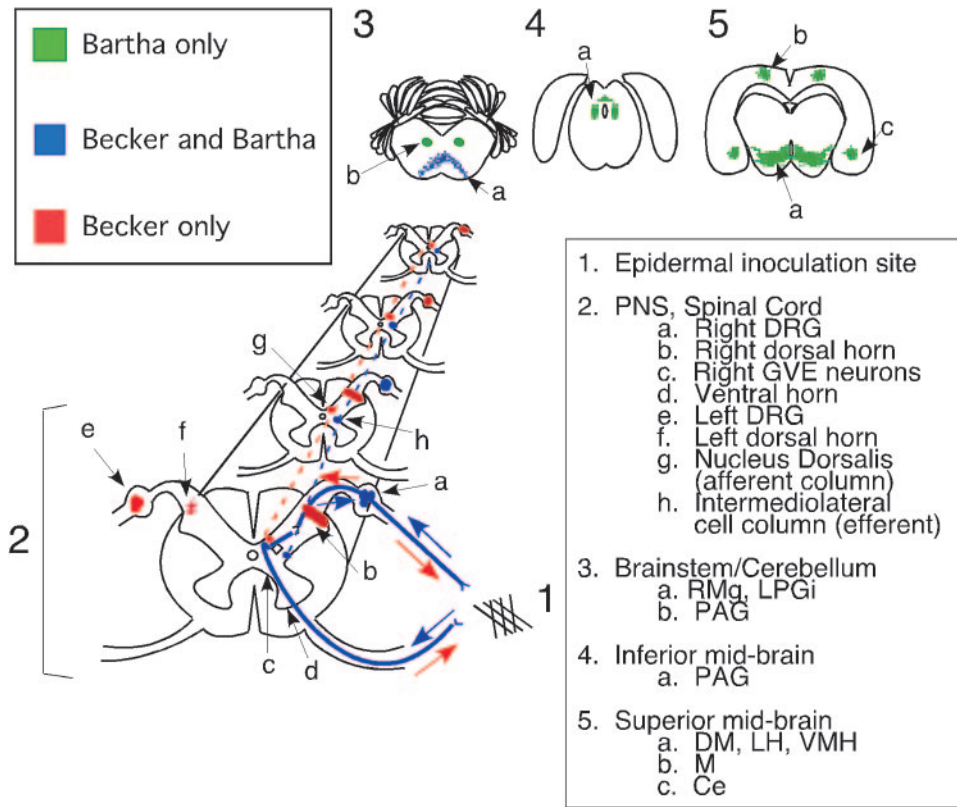 Bartha only
Becker and Bartha
Becker only
3
b
a
4
a
5
b
c
a
g
h
2
e
f
a
b
c
d
1
1. Epidermal inoculation site
2. PNS, Spinal Cord
a. Right DRG
b. Right dorsal horn
c. Right GVE neurons
d. Ventral horn
e. Left DRG
f. Left dorsal horn
g. Nucleus Dorsalis
(afferent column)
h. Intermediolateral
cell column (efferent)
3. Brainstem/Cerebellum
a. RMg, LPGi
b. PAG
4. Inferior mid-brain
a. PAG
5. Superior mid-brain
a. DM, LH, VMH
b. M
c. Ce